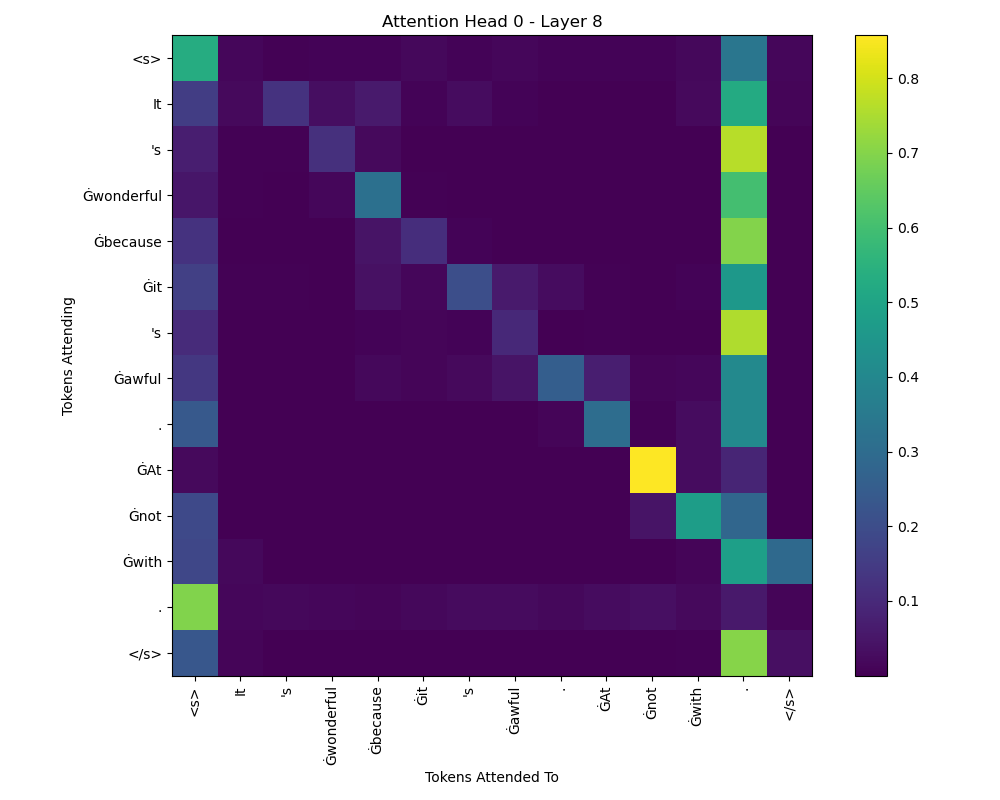 Attention Head 0 - Layer 8
Tokens Attending
<s>
It
's
Ġwonderful
Ġbecause
Ġit
's
Ġawful
.
ĠAt
Ġnot
Ġwith
.
</s>
<s>
It
's
Ġwonderful
Ġbecause
Ġit
's
Ġawful
.
ĠAt
Ġnot
Ġwith
.
</s>
Tokens Attended To
0.8
0.7
0.6
0.5
0.4
0.3
0.2
0.1